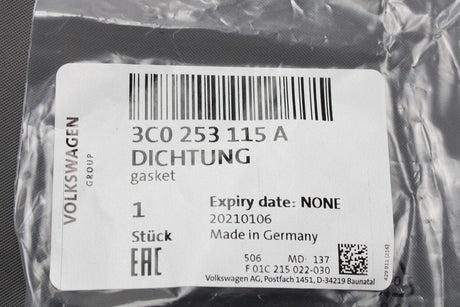 VOLKSWAGEN
GROUP
3C0 253 115 A
DICHTUNG
gasket
1
Stück
Expiry date: NONE
20210106
Made in Germany
EAC
506 MD 137
F 01C 215 022-030
Volkswagen AG, Postfach 1451, D-34219 Baunatal